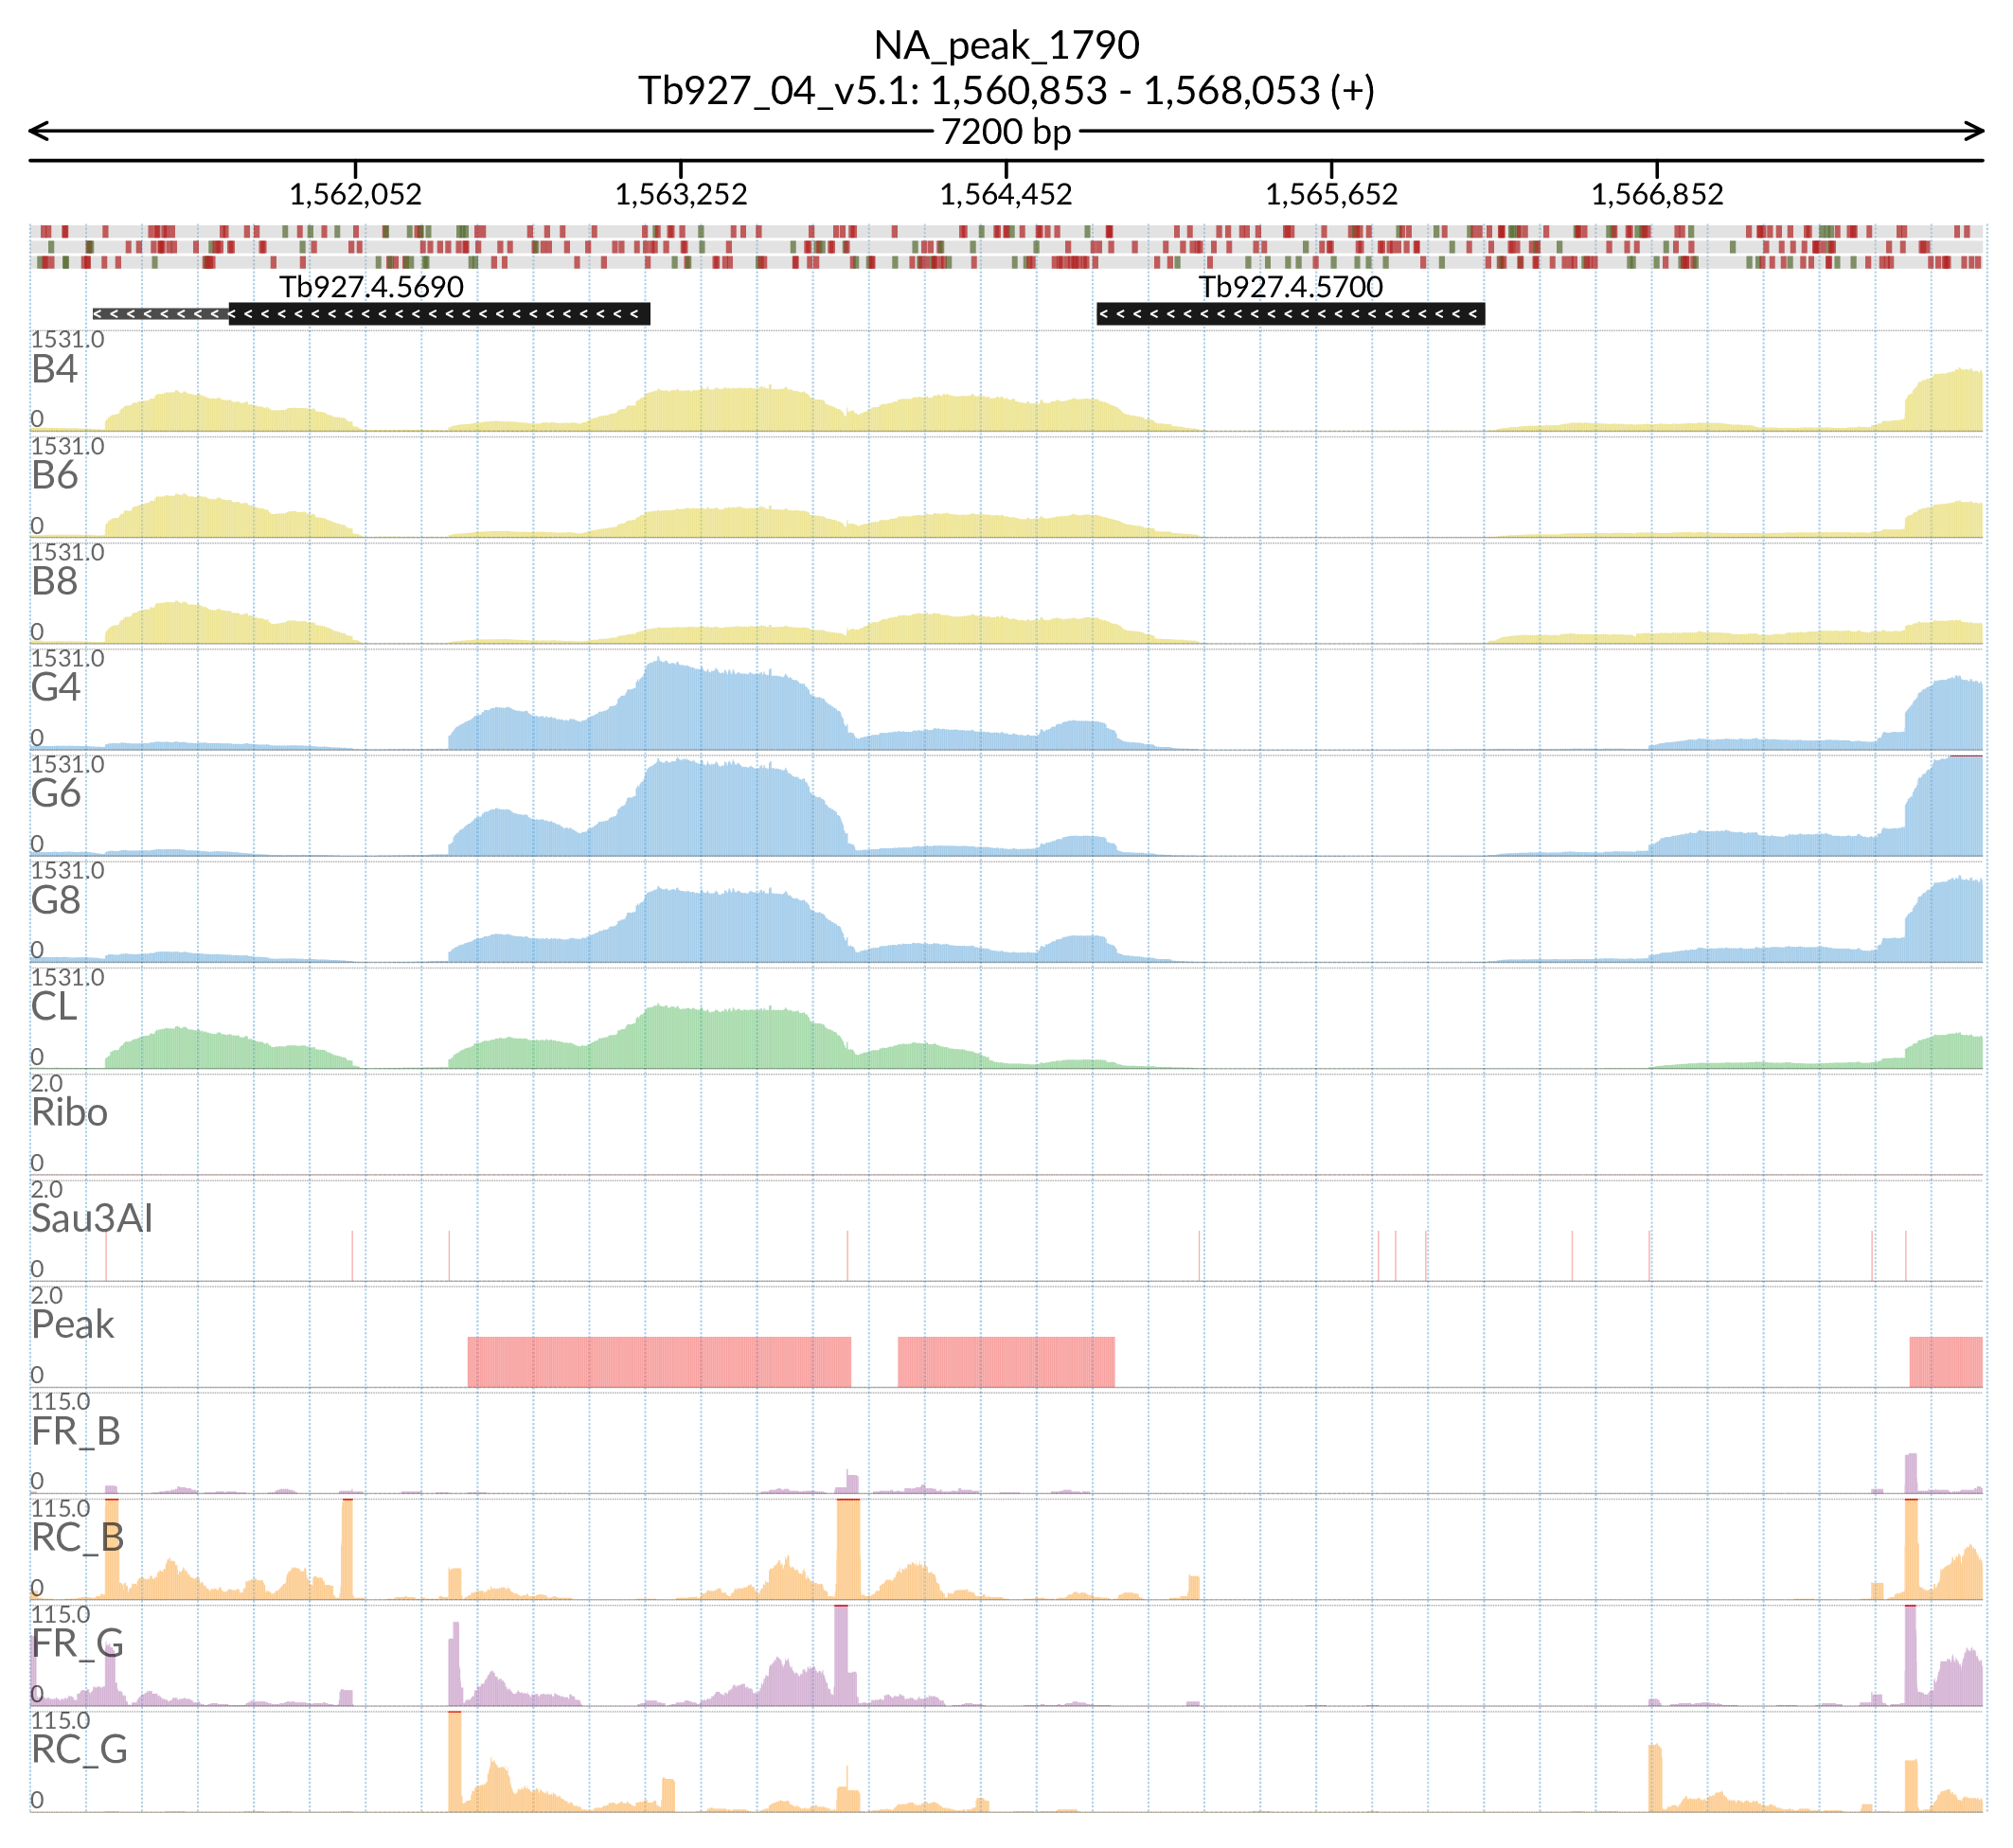 NA_peak_1790
Tb927_04_v5.1: 1,560,853 - 1,568,053 (+)
7200 bp
1,562,052 1,563,252 1,564,452 1,565,652 1,566,852
Tb927.4.5690 Tb927.4.5700
1531.0
B4
0
1531.0
B6
0
1531.0
B8
0
1531.0
G4
0
1531.0
G6
0
1531.0
G8
0
1531.0
CL
0
2.0
Ribo
0
2.0
Sau3AI
0
2.0
Peak
0
115.0
FR_B
0
115.0
RC_B
0
115.0
FR_G
0
115.0
RC_G
0